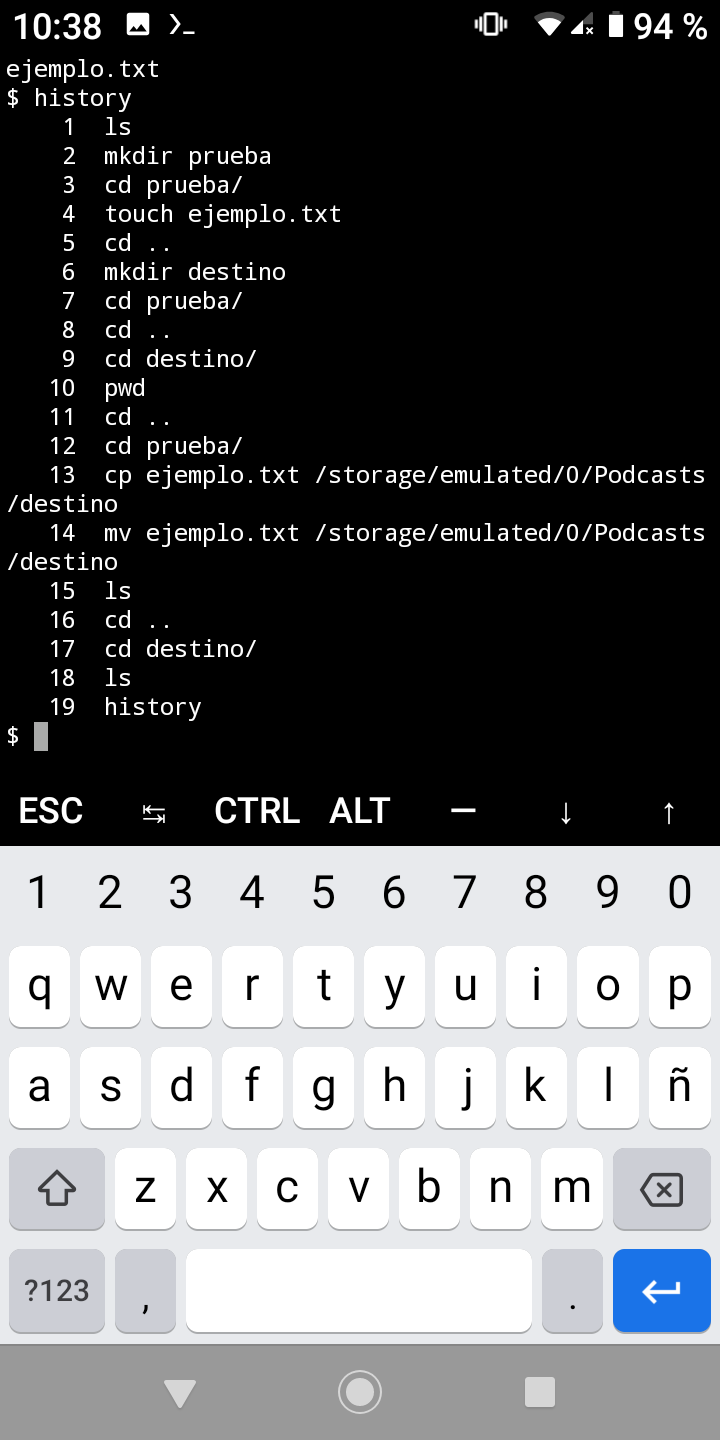 10:38 94 %
ejemplo.txt
$ history
1 ls
2 mkdir prueba
3 cd prueba/
4 touch ejemplo.txt
5 cd ..
6 mkdir destino
7 cd prueba/
8 cd ..
9 cd destino/
10 pwd
11 cd ..
12 cd prueba/
13 cp ejemplo.txt /storage/emulated/0/Podcasts
/destino
14 mv ejemplo.txt /storage/emulated/0/Podcasts
/destino
15 ls
16 cd ..
17 cd destino/
18 ls
19 history
$
ESC ↹ CTRL ALT — ↓ ↑
1 2 3 4 5 6 7 8 9 0
q w e r t y u i o p
a s d f g h j k l ñ
z x c v b n m
?123 , .